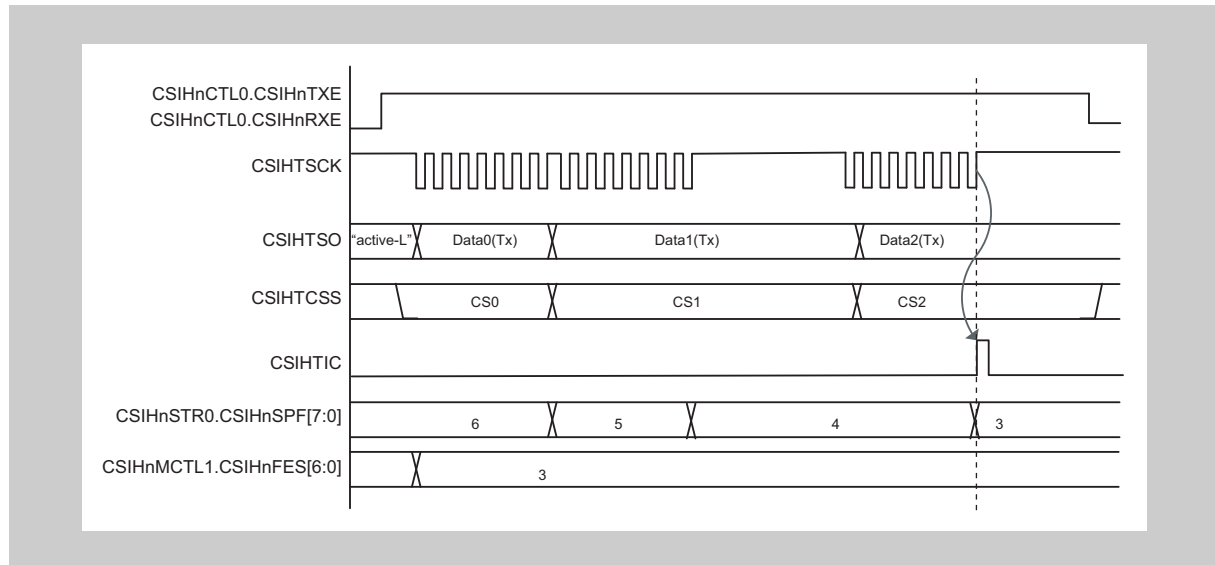 CSIHnCTL0.CSIHnTXE
CSIHnCTL0.CSIHnRXE
CSIHTSCK
CSIHTSO
"active-L"
Data0(Tx)
Data1(Tx)
Data2(Tx)
CSIHTCSS
CS0
CS1
CS2
CSIHTIC
CSIHnSTR0.CSIHnSPF[7:0]
6
5
4
3
CSIHnMCTL1.CSIHnFES[6:0]
3